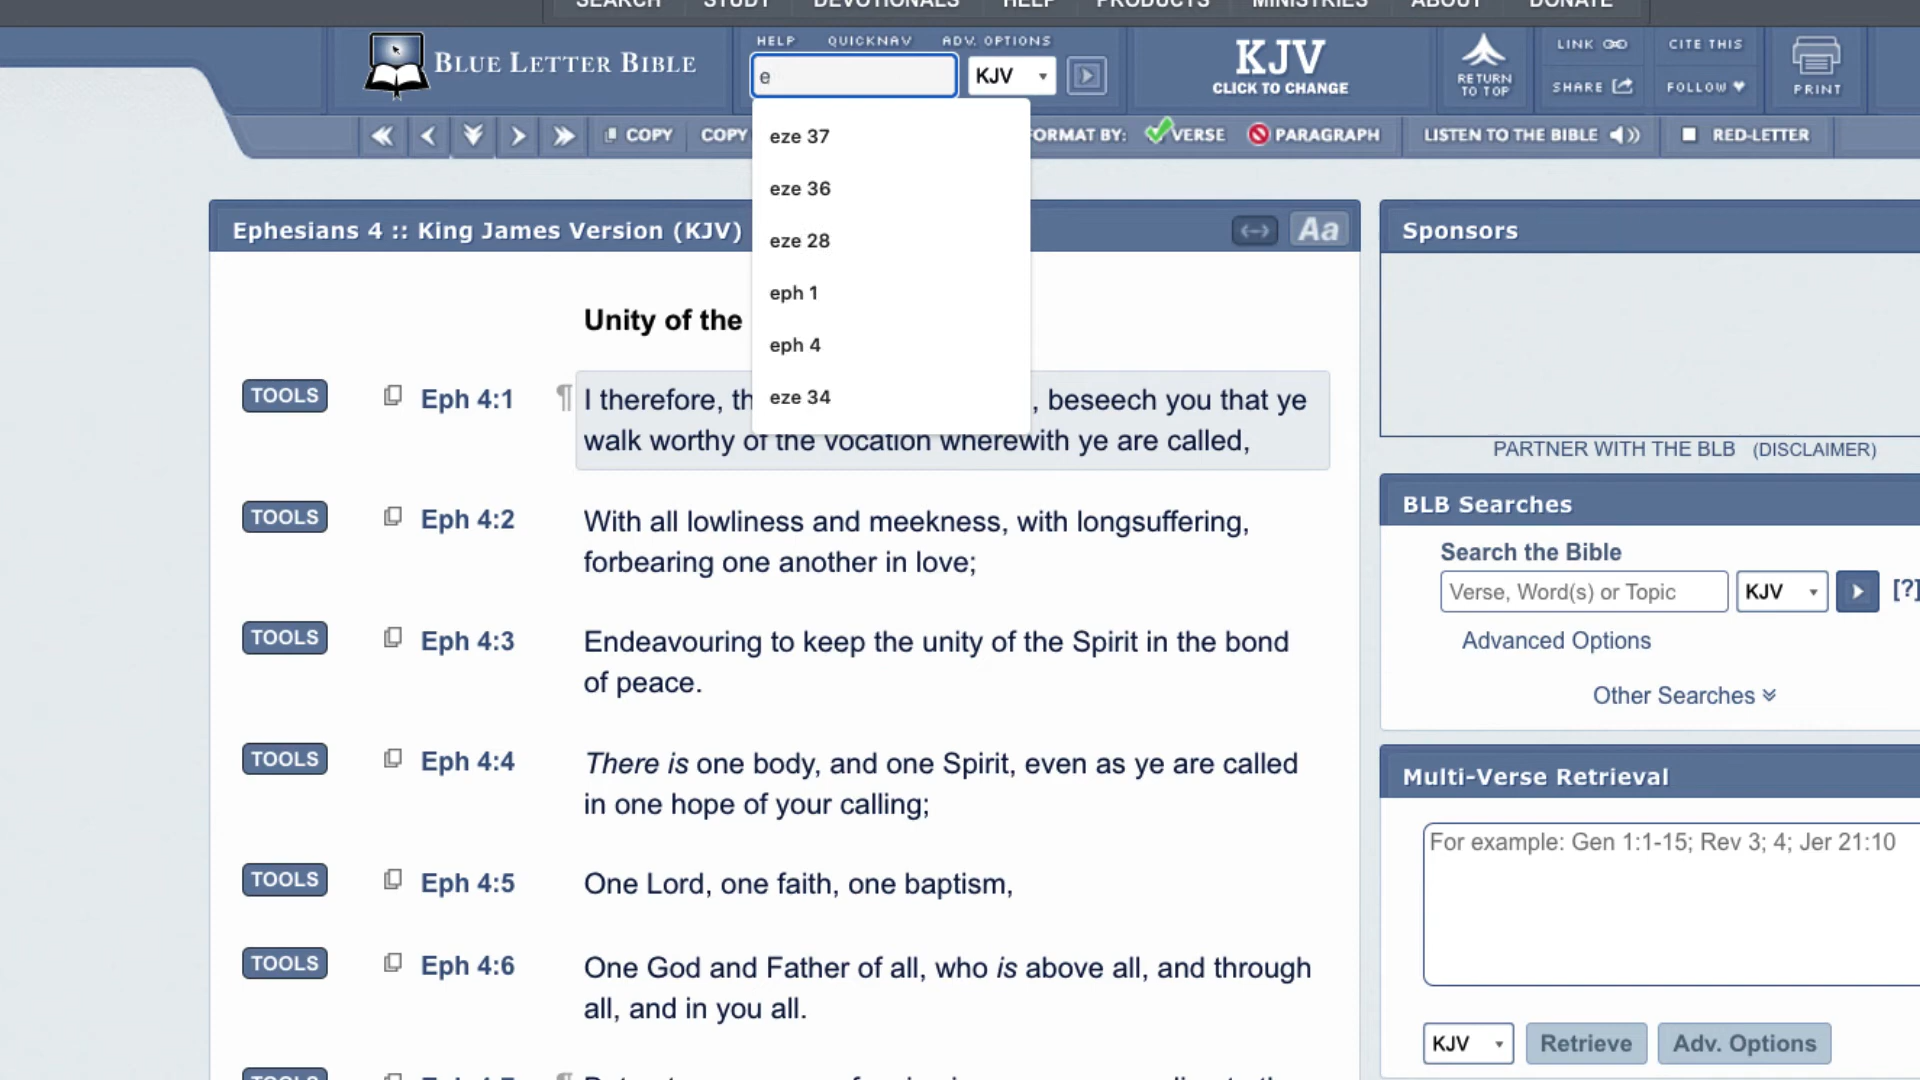 SEARCH STUDY DEVOTIONALS HELP PRODUCTS MINISTRIES ABOUT DONATE
BLUE LETTER BIBLE
HELP QUICKNAV ADV. OPTIONS
e
KJV
KJV
CLICK TO CHANGE
RETURN
TO TOP
LINK
SHARE
CITE THIS
FOLLOW
PRINT
COPY
COPY
FORMAT BY:
VERSE
PARAGRAPH
LISTEN TO THE BIBLE
RED-LETTER
eze 37
eze 36
eze 28
eph 1
eph 4
eze 34
Ephesians 4 :: King James Version (KJV)
Aa
Unity of the
TOOLS Eph 4:1 ¶ I therefore, , beseech you that ye
walk worthy of the vocation wherewith ye are called,
TOOLS Eph 4:2 With all lowliness and meekness, with longsuffering,
forbearing one another in love;
TOOLS Eph 4:3 Endeavouring to keep the unity of the Spirit in the bond
of peace.
TOOLS Eph 4:4 There is one body, and one Spirit, even as ye are called
in one hope of your calling;
TOOLS Eph 4:5 One Lord, one faith, one baptism,
TOOLS Eph 4:6 One God and Father of all, who is above all, and through
all, and in you all.
TOOLS
Sponsors
PARTNER WITH THE BLB (DISCLAIMER)
BLB Searches
Search the Bible
Verse, Word(s) or Topic KJV [?]
Advanced Options
Other Searches
Multi-Verse Retrieval
For example: Gen 1:1-15; Rev 3; 4; Jer 21:10
KJV Retrieve Adv. Options